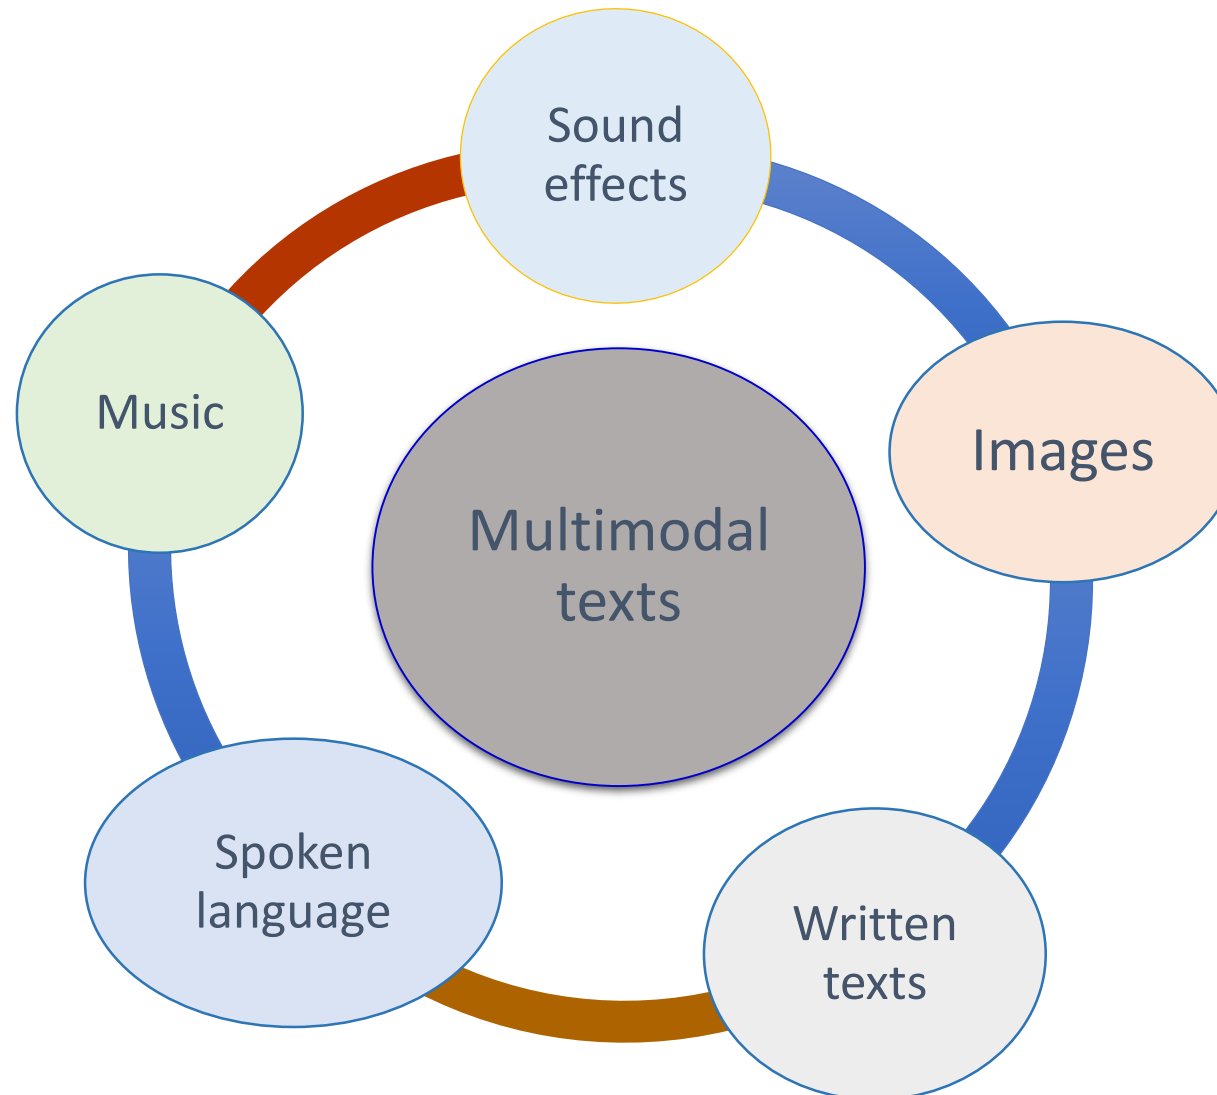 Sound
effects
Music
Images
Multimodal
texts
Spoken
language
Written
texts